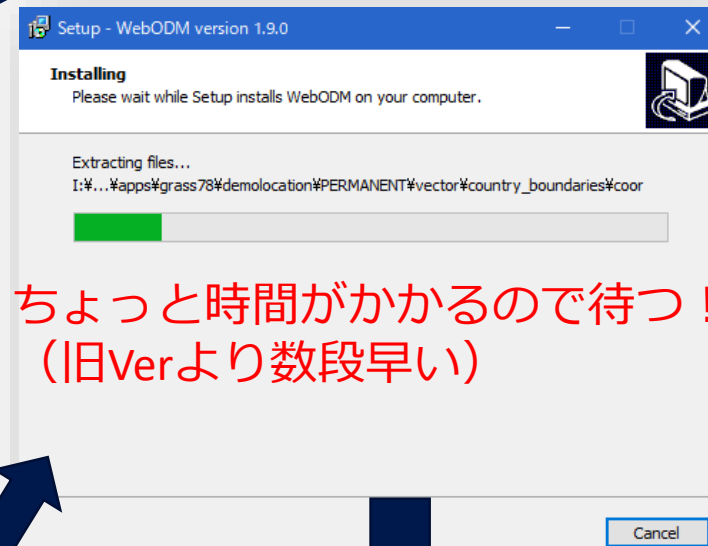 Setup - WebODM version 1.9.0
Installing
Please wait while Setup installs WebODM on your computer.
Extracting files...
I:¥...¥apps¥grass78¥demolocation¥PERMANENT¥vector¥country_boundaries¥coor
ちょっと時間がかかるので待つ！
（旧Verより数段早い）
Cancel